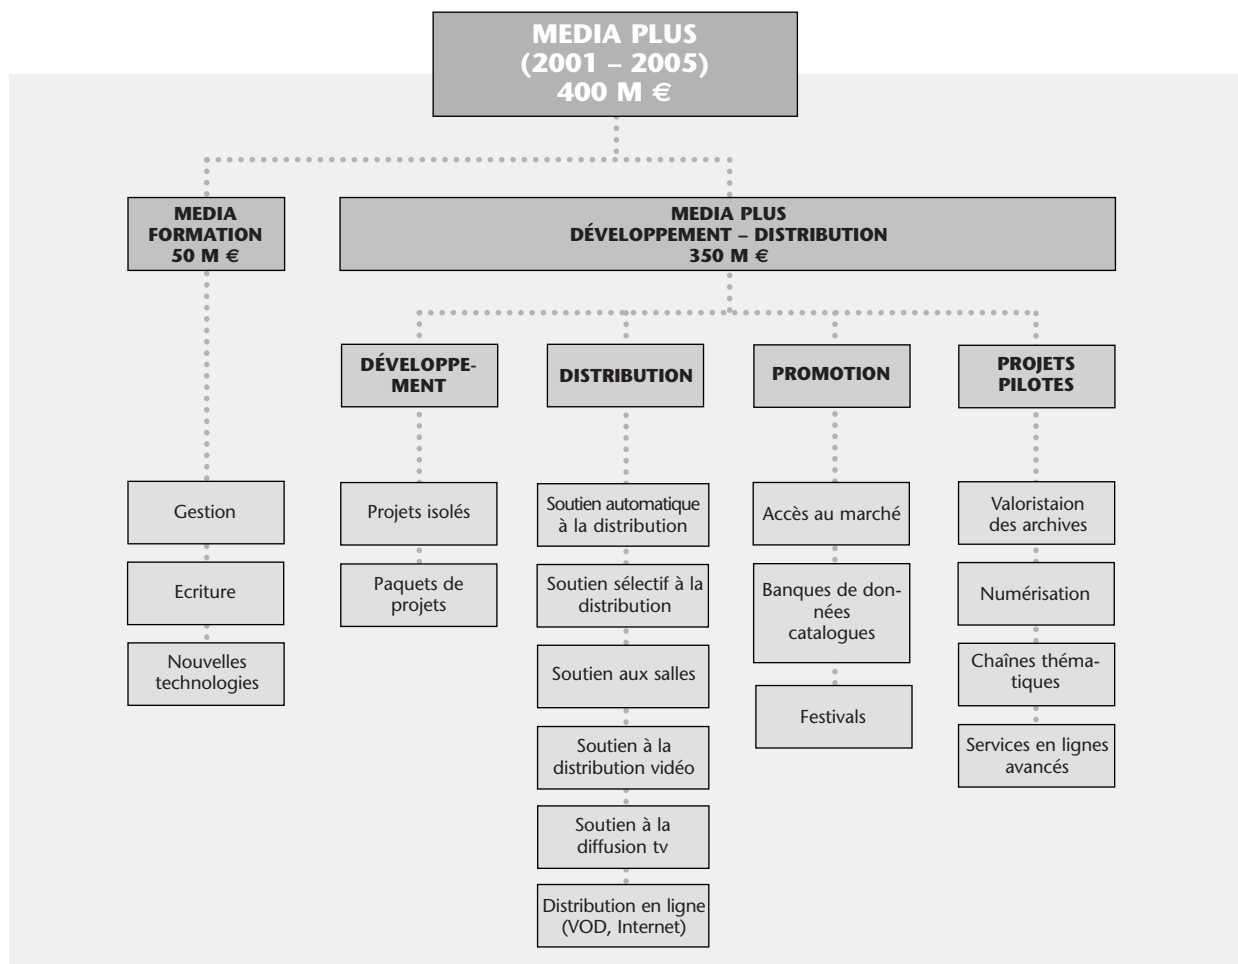 MEDIA PLUS
(2001 – 2005)
400 M €
MEDIA
FORMATION
50 M €
MEDIA PLUS
DÉVELOPPEMENT – DISTRIBUTION
350 M €
DÉVELOPPE-
MENT
DISTRIBUTION
PROMOTION
PROJETS
PILOTES
Gestion
Ecriture
Nouvelles
technologies
Projets isolés
Paquets de
projets
Soutien automatique
à la distribution
Soutien sélectif à la
distribution
Soutien aux salles
Soutien à la
distribution vidéo
Soutien à la
diffusion tv
Distribution en ligne
(VOD, Internet)
Accès au marché
Banques de don-
nées
catalogues
Festivals
Valoristaion
des archives
Numérisation
Chaînes théma-
tiques
Services en lignes
avancés